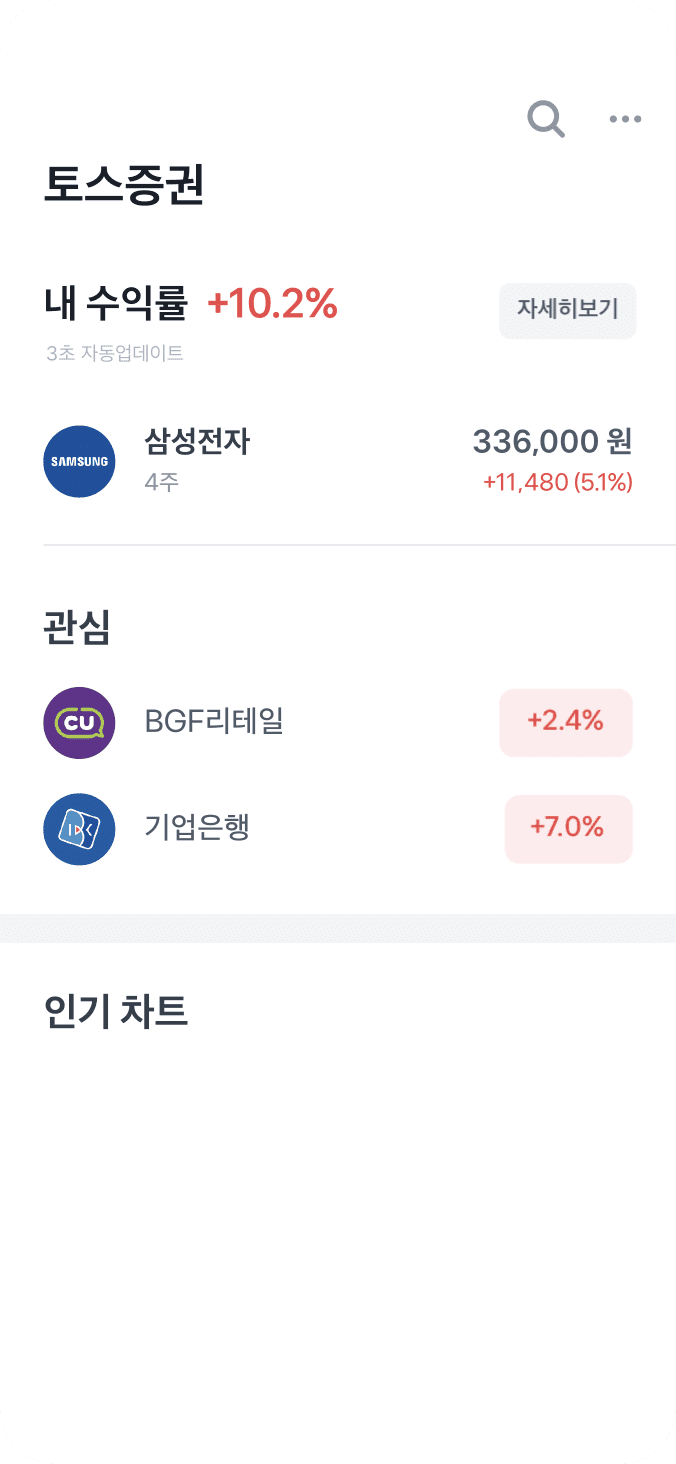 토스증권
내 수익률 +10.2%
자세히보기
3초 자동업데이트
SAMSUNG
삼성전자
336,000 원
4주
+11,480 (5.1%)
관심
CU
BGF리테일
+2.4%
기업은행
+7.0%
인기 차트